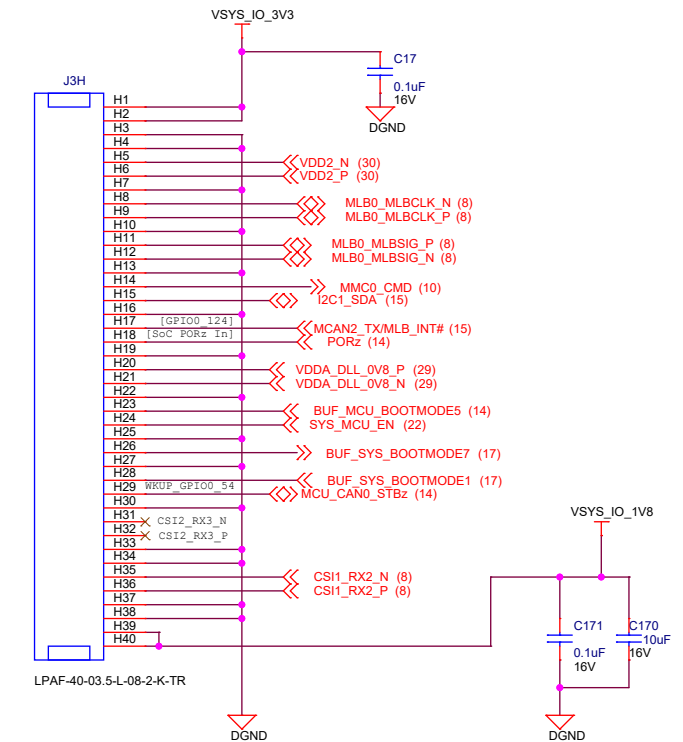 VSYS_IO_3V3
C17
0.1uF
16V
DGND
J3H
H1
H2
H3
H4
H5 VDD2_N (30)
H6 VDD2_P (30)
H7
H8 MLB0_MLBCLK_N (8)
H9 MLB0_MLBCLK_P (8)
H10
H11 MLB0_MLBSIG_P (8)
H12 MLB0_MLBSIG_N (8)
H13
H14 MMC0_CMD (10)
H15 I2C1_SDA (15)
H16
H17 [GPIO0_124] MCAN2_TX/MLB_INT# (15)
H18 [SoC PORz In] PORz (14)
H19
H20 VDDA_DLL_0V8_P (29)
H21 VDDA_DLL_0V8_N (29)
H22
H23 BUF_MCU_BOOTMODE5 (14)
H24 SYS_MCU_EN (22)
H25
H26 BUF_SYS_BOOTMODE7 (17)
H27
H28 BUF_SYS_BOOTMODE1 (17)
H29 WKUP_GPIO0_54 MCU_CAN0_STBz (14)
H30
H31 CSI2_RX3_N
H32 CSI2_RX3_P
H33
H34
H35 CSI1_RX2_N (8)
H36 CSI1_RX2_P (8)
H37
H38
H39
H40
LPAF-40-03.5-L-08-2-K-TR
DGND
VSYS_IO_1V8
C171
0.1uF
16V
C170
10uF
16V
DGND